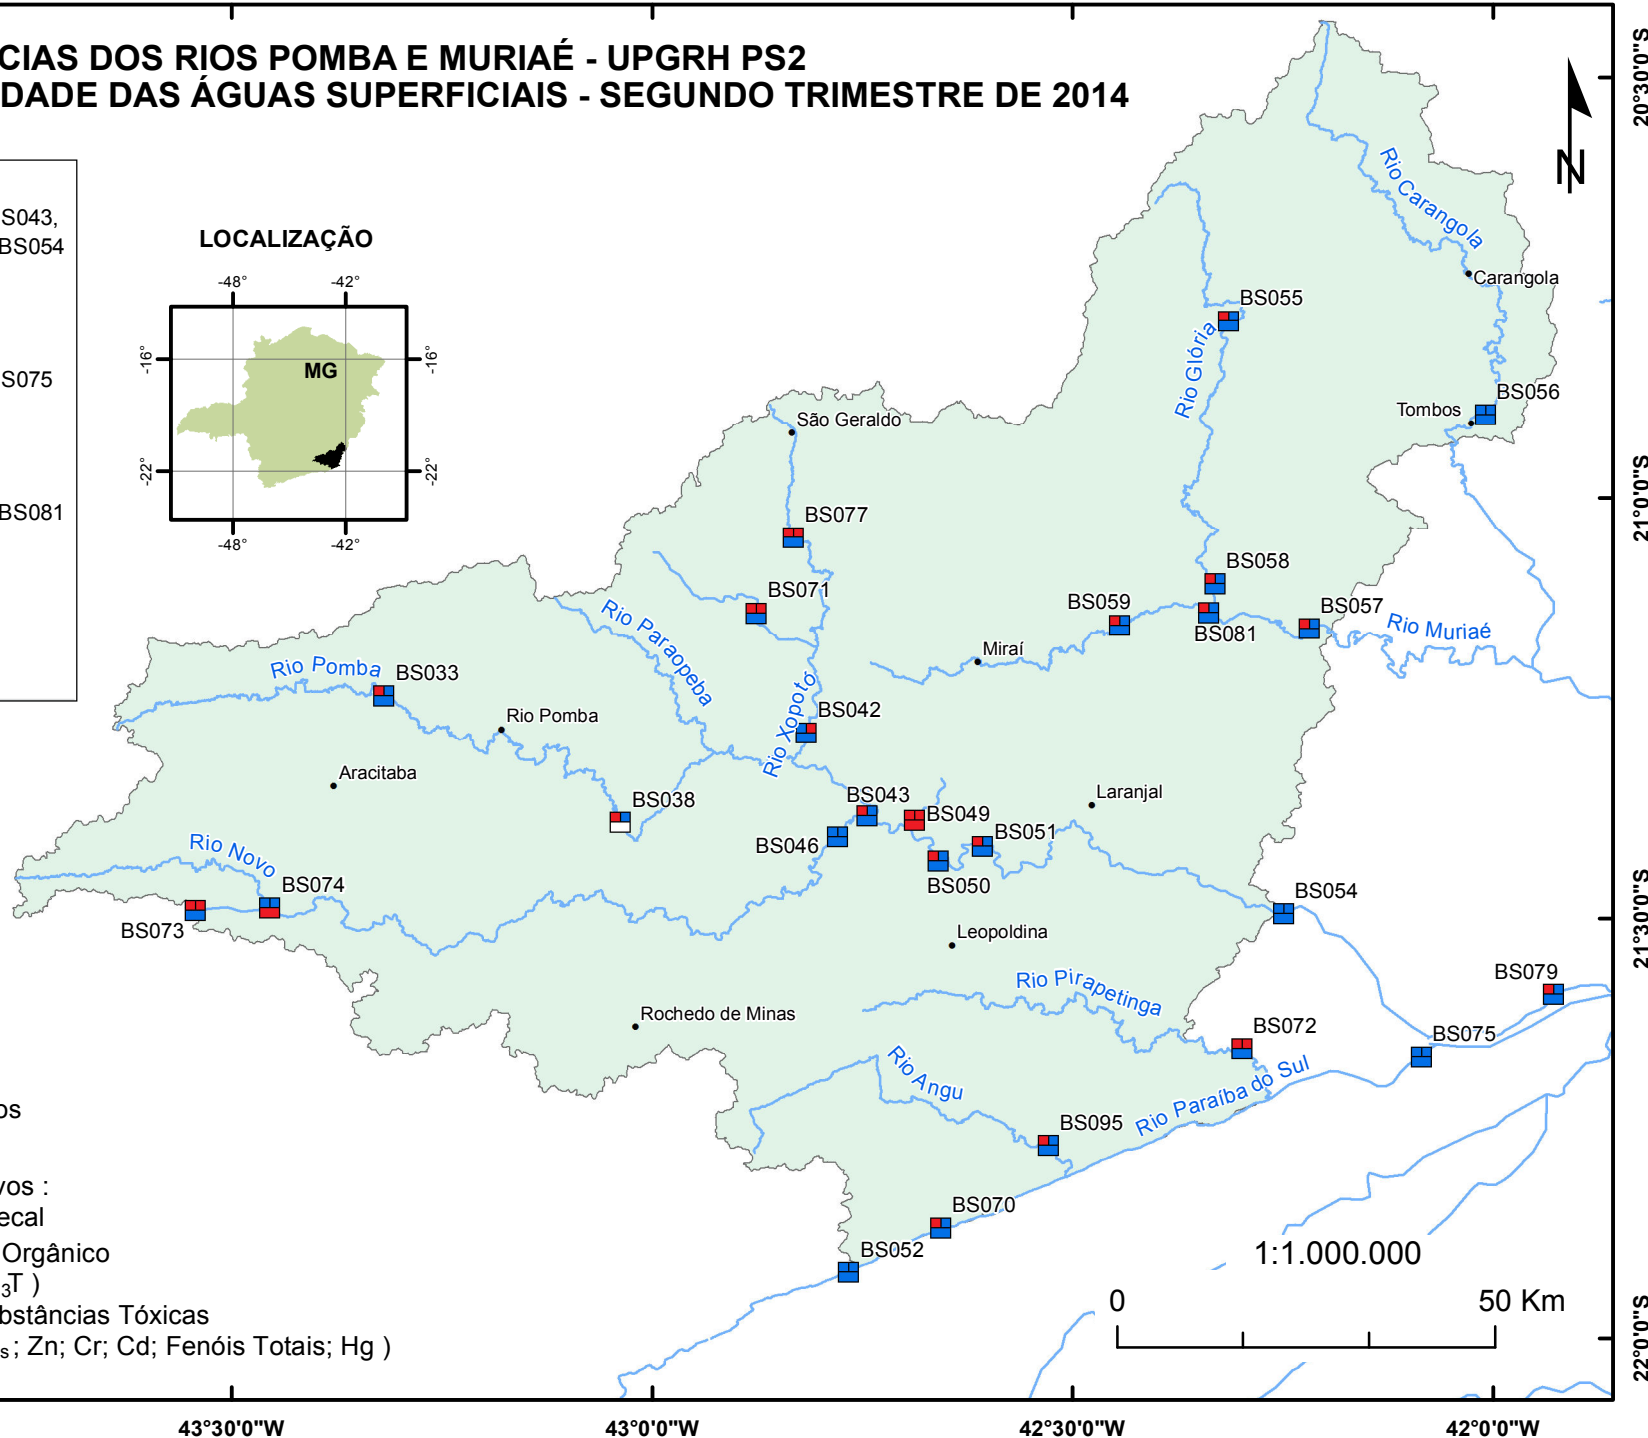 CIAS DOS RIOS POMBA E MURIAÉ - UPGRH PS2
DADE DAS ÁGUAS SUPERFICIAIS - SEGUNDO TRIMESTRE DE 2014
20°30'0"S
N
S043,
BS054
S075
BS081
LOCALIZAÇÃO
-48°
-42°
-16°
-16°
MG
-22°
-22°
-48°
-42°
Rio Carangola
Carangola
BS055
Rio Glória
BS056
Tombos
São Geraldo
21°0'0"S
BS077
BS058
BS071
BS059
BS057
BS081
Rio Muriaé
Rio Paraopeba
Miraí
Rio Pomba
BS033
Rio Pomba
BS042
Rio Xopotó
Aracitaba
BS038
BS043
Laranjal
BS049
BS051
BS046
BS050
Rio Novo
BS074
BS054
21°30'0"S
BS073
Leopoldina
BS079
Rio Pirapetinga
Rochedo de Minas
BS072
BS075
Rio Angu
Rio Paraíba do Sul
BS095
os
vos :
ecal
BS070
Orgânico
BS052
1:1.000.000
₃T )
0
50 Km
bstâncias Tóxicas
s ; Zn; Cr; Cd; Fenóis Totais; Hg )
22°0'0"S
43°30'0"W
43°0'0"W
42°30'0"W
42°0'0"W